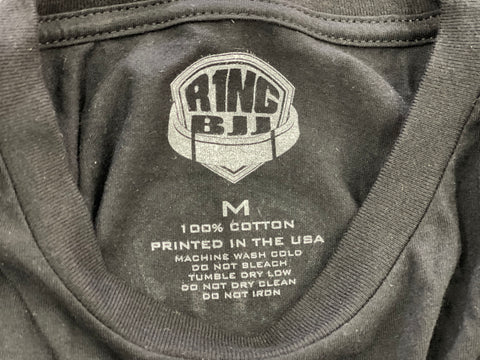 R1NG
BJJ
M
100% COTTON
PRINTED IN THE USA
MACHINE WASH COLD
DO NOT BLEACH
TUMBLE DRY LOW
DO NOT DRY CLEAN
DO NOT IRON